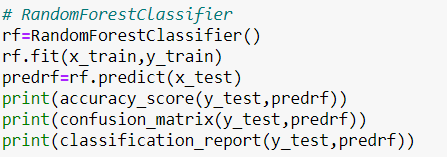 # RandomForestClassifier
rf=RandomForestClassifier()
rf.fit(x_train,y_train)
predrf=rf.predict(x_test)
print(accuracy_score(y_test,predrf))
print(confusion_matrix(y_test,predrf))
print(classification_report(y_test,predrf))